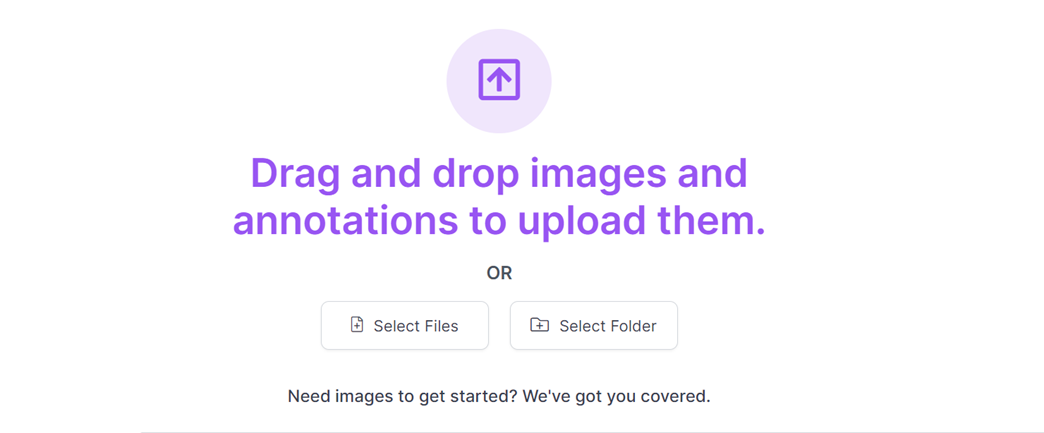 Drag and drop images and
annotations to upload them.
OR
Select Files
Select Folder
Need images to get started? We've got you covered.